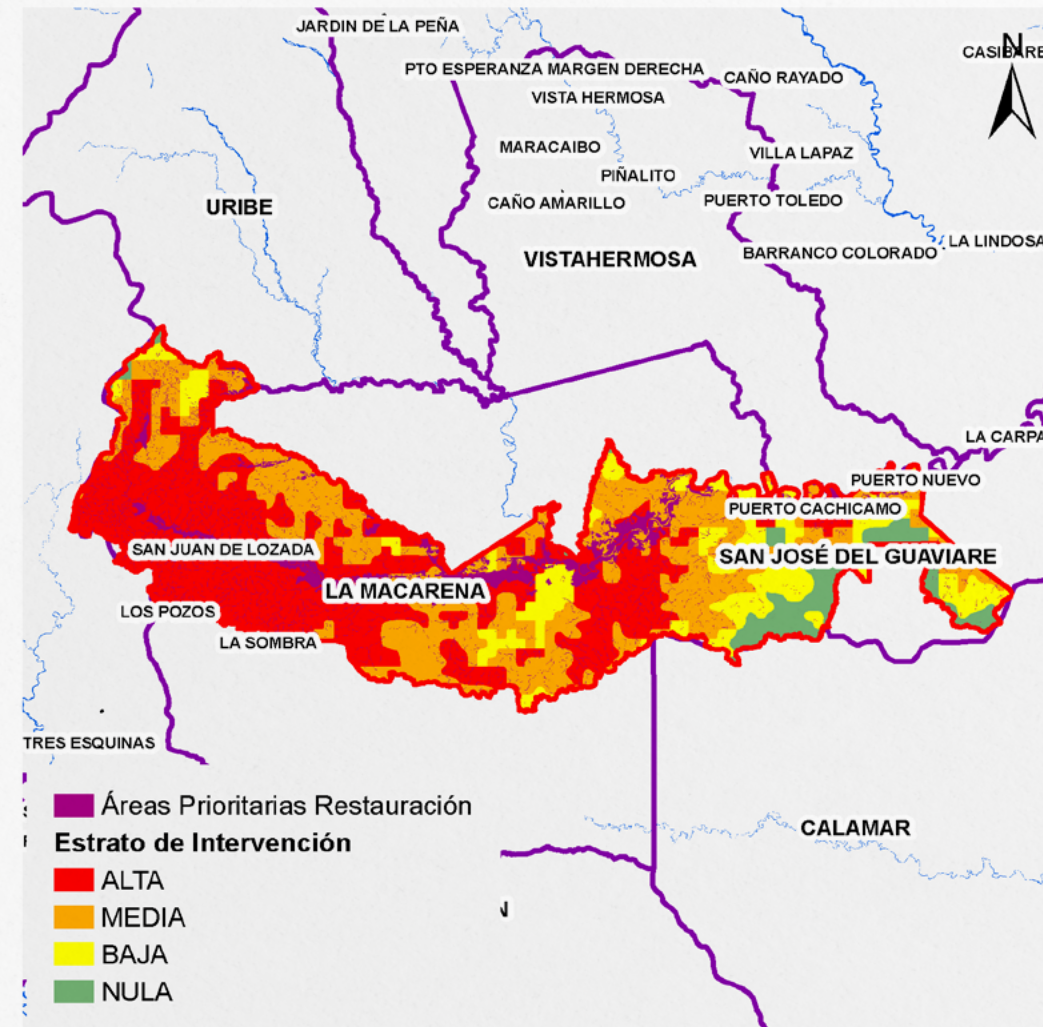 JARDIN DE LA PEÑA
N
CASIBARE
PTO ESPERANZA MARGEN DERECHA
CAÑO RAYADO
VISTA HERMOSA
MARACAIBO
VILLA LAPAZ
PIÑALITO
CAÑO AMARILLO
PUERTO TOLEDO
URIBE
LA LINDOSA
BARRANCO COLORADO
VISTAHERMOSA
LA CARPA
PUERTO NUEVO
PUERTO CACHICAMO
SAN JUAN DE LOZADA
SAN JOSÉ DEL GUAVIARE
LA MACARENA
LOS POZOS
LA SOMBRA
TRES ESQUINAS
Áreas Prioritarias Restauración
Estrato de Intervención
ALTA
MEDIA
BAJA
NULA
CALAMAR